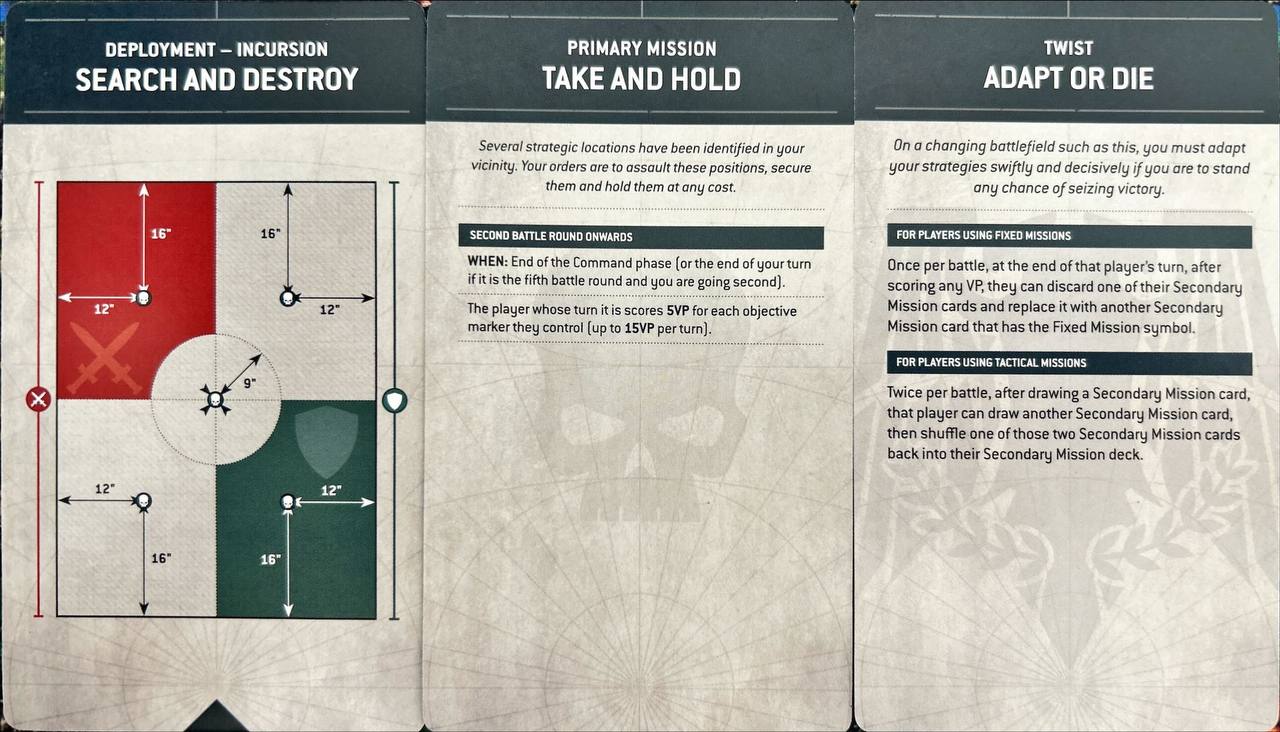 DEPLOYMENT – INCURSION
SEARCH AND DESTROY
16"
16"
12"
12"
9"
12"
12"
16"
16"
PRIMARY MISSION
TAKE AND HOLD
Several strategic locations have been identified in your
vicinity. Your orders are to assault these positions, secure
them and hold them at any cost.
SECOND BATTLE ROUND ONWARDS
WHEN: End of the Command phase (or the end of your turn
if it is the fifth battle round and you are going second).
The player whose turn it is scores 5VP for each objective
marker they control (up to 15VP per turn).
TWIST
ADAPT OR DIE
On a changing battlefield such as this, you must adapt
your strategies swiftly and decisively if you are to stand
any chance of seizing victory.
FOR PLAYERS USING FIXED MISSIONS
Once per battle, at the end of that player's turn, after
scoring any VP, they can discard one of their Secondary
Mission cards and replace it with another Secondary
Mission card that has the Fixed Mission symbol.
FOR PLAYERS USING TACTICAL MISSIONS
Twice per battle, after drawing a Secondary Mission card,
that player can draw another Secondary Mission card,
then shuffle one of those two Secondary Mission cards
back into their Secondary Mission deck.